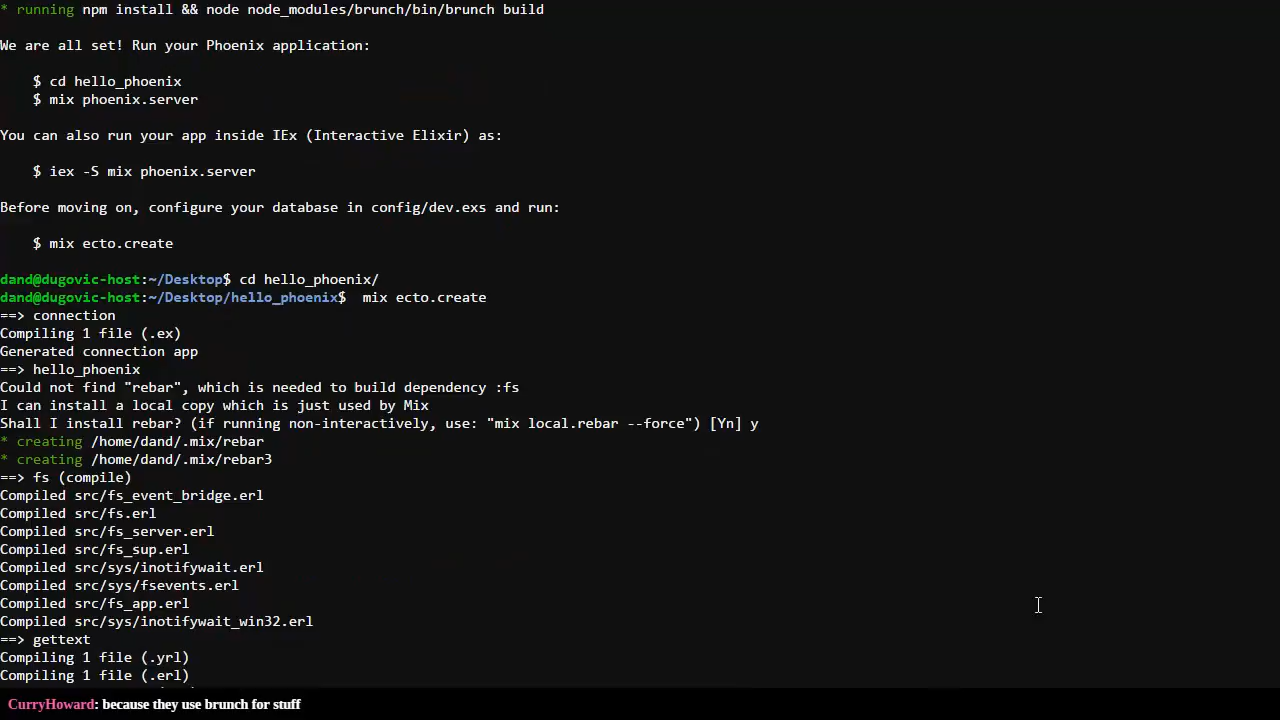 * running npm install && node node_modules/brunch/bin/brunch build
We are all set! Run your Phoenix application:
$ cd hello_phoenix
$ mix phoenix.server
You can also run your app inside IEx (Interactive Elixir) as:
$ iex -S mix phoenix.server
Before moving on, configure your database in config/dev.exs and run:
$ mix ecto.create
dand@dugovic-host:~/Desktop$ cd hello_phoenix/
dand@dugovic-host:~/Desktop/hello_phoenix$  mix ecto.create
==> connection
Compiling 1 file (.ex)
Generated connection app
==> hello_phoenix
Could not find "rebar", which is needed to build dependency :fs
I can install a local copy which is just used by Mix
Shall I install rebar? (if running non-interactively, use: "mix local.rebar --force") [Yn] y
* creating /home/dand/.mix/rebar
* creating /home/dand/.mix/rebar3
==> fs (compile)
Compiled src/fs_event_bridge.erl
Compiled src/fs.erl
Compiled src/fs_server.erl
Compiled src/fs_sup.erl
Compiled src/sys/inotifywait.erl
Compiled src/sys/fsevents.erl
Compiled src/fs_app.erl
Compiled src/sys/inotifywait_win32.erl
==> gettext
Compiling 1 file (.yrl)
Compiling 1 file (.erl)
CurryHoward: because they use brunch for stuff